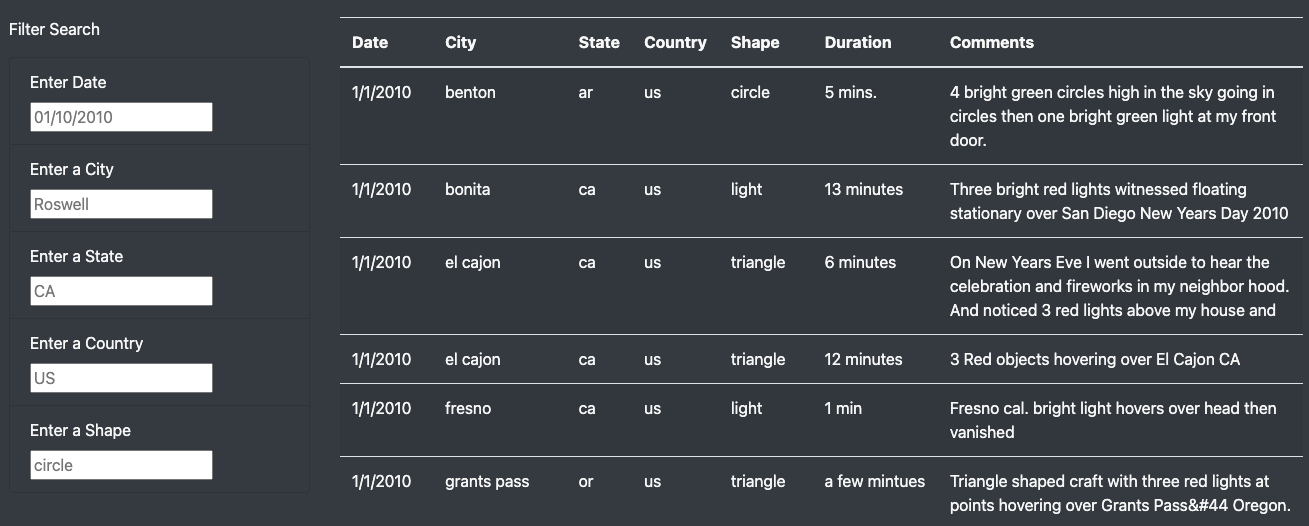 Filter Search
Enter Date
01/10/2010
Enter a City
Roswell
Enter a State
CA
Enter a Country
US
Enter a Shape
circle
Date City State Country Shape Duration Comments
1/1/2010 benton ar us circle 5 mins. 4 bright green circles high in the sky going in
circles then one bright green light at my front
door.
1/1/2010 bonita ca us light 13 minutes Three bright red lights witnessed floating
stationary over San Diego New Years Day 2010
1/1/2010 el cajon ca us triangle 6 minutes On New Years Eve I went outside to hear the
celebration and fireworks in my neighbor hood.
And noticed 3 red lights above my house and
1/1/2010 el cajon ca us triangle 12 minutes 3 Red objects hovering over El Cajon CA
1/1/2010 fresno ca us light 1 min Fresno cal. bright light hovers over head then
vanished
1/1/2010 grants pass or us triangle a few mintues Triangle shaped craft with three red lights at
points hovering over Grants Pass&#44 Oregon.